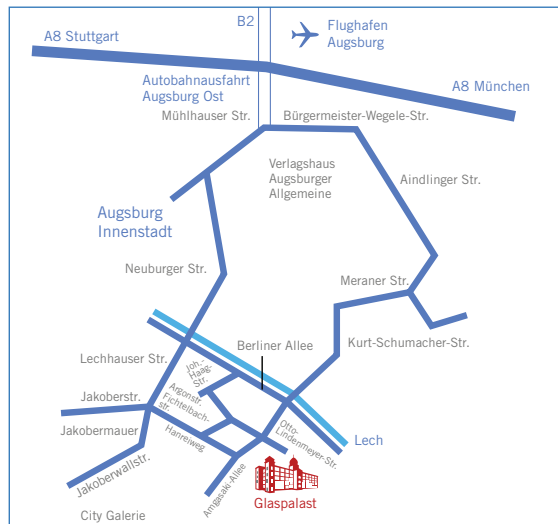 B2
Flughafen
Augsburg
A8 Stuttgart
Autobahnausfahrt
Augsburg Ost
A8 München
Mühlhauser Str.
Bürgermeister-Wegele-Str.
Verlagshaus
Augsburger
Allgemeine
Aindlinger Str.
Augsburg
Innenstadt
Neuburger Str.
Meraner Str.
Berliner Allee
Kurt-Schumacher-Str.
Lechhauser Str.
Joh.-
Haag-
Str.
Argonstr.
Fichtelbach-
str.
Jakoberstr.
Jakobermauer
Hanreiweg
Otto-
Lindenmeyer-Str.
Lech
Jakoberwallstr.
Amgasaki-Allee
Glaspalast
City Galerie